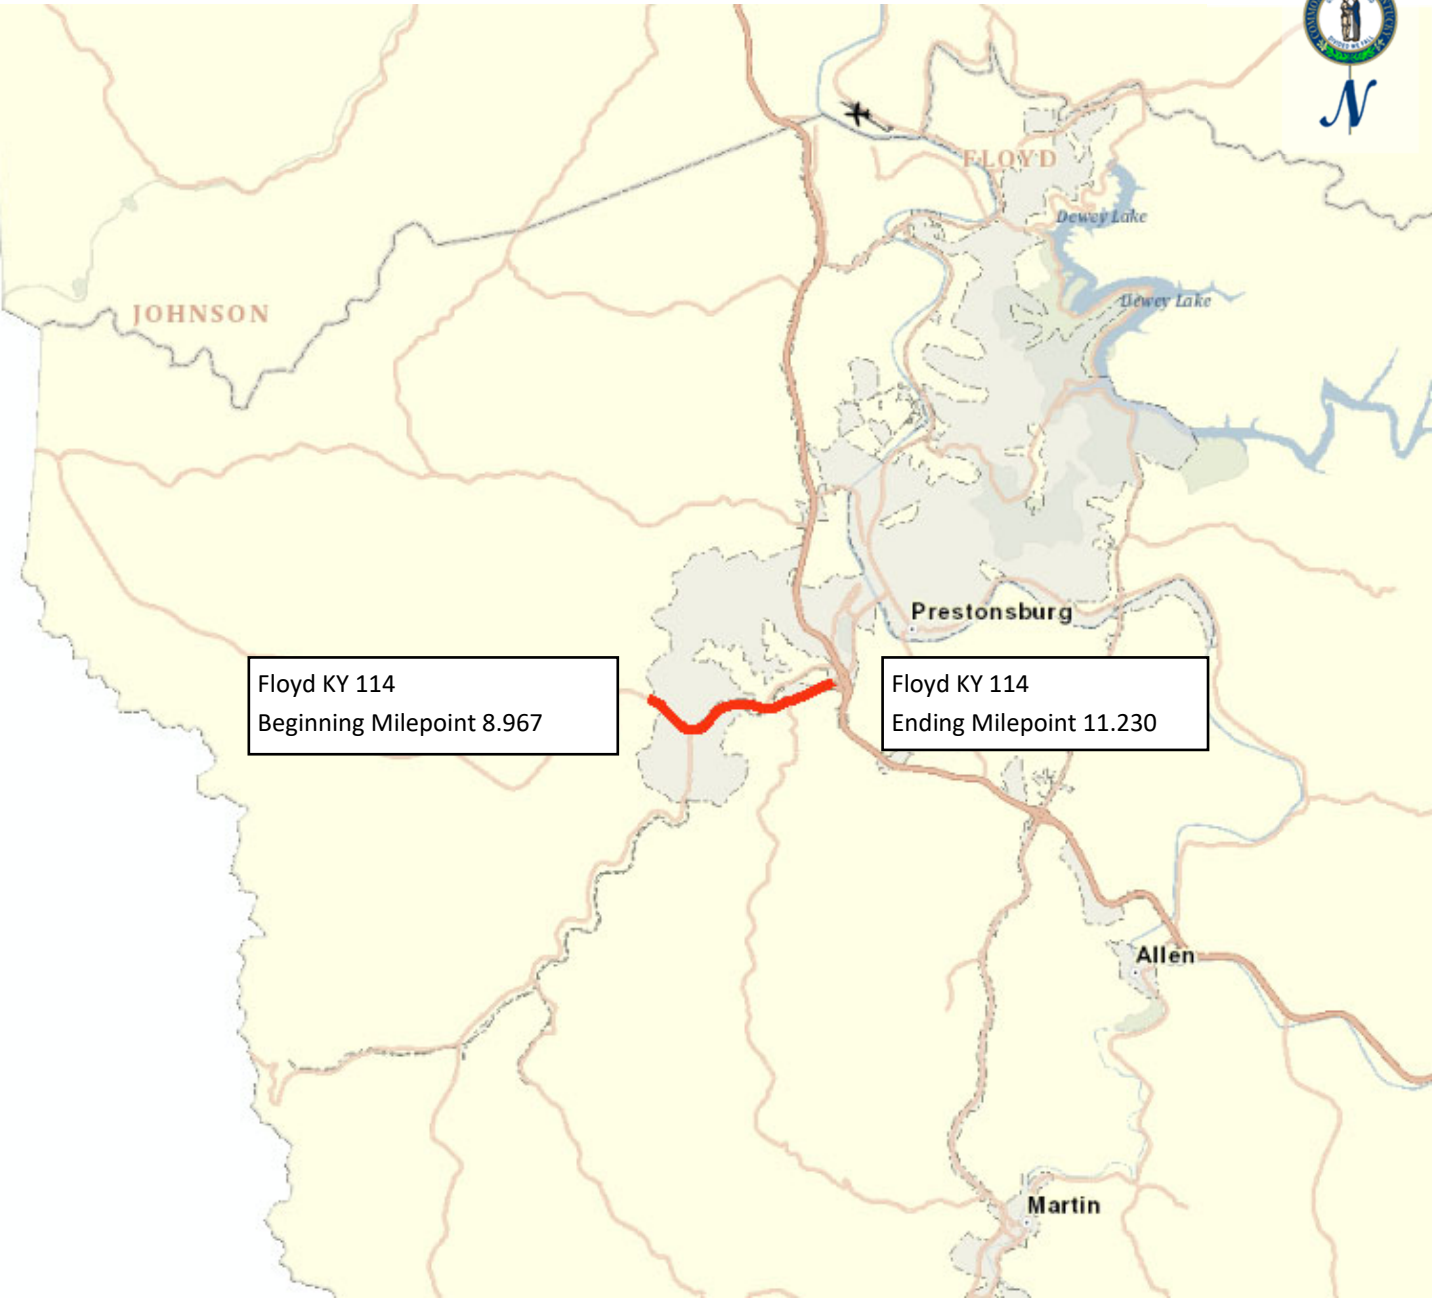 N
FLOYD
Dewey Lake
Dewey Lake
JOHNSON
Prestonsburg
Floyd KY 114
Beginning Milepoint 8.967
Floyd KY 114
Ending Milepoint 11.230
Allen
Martin